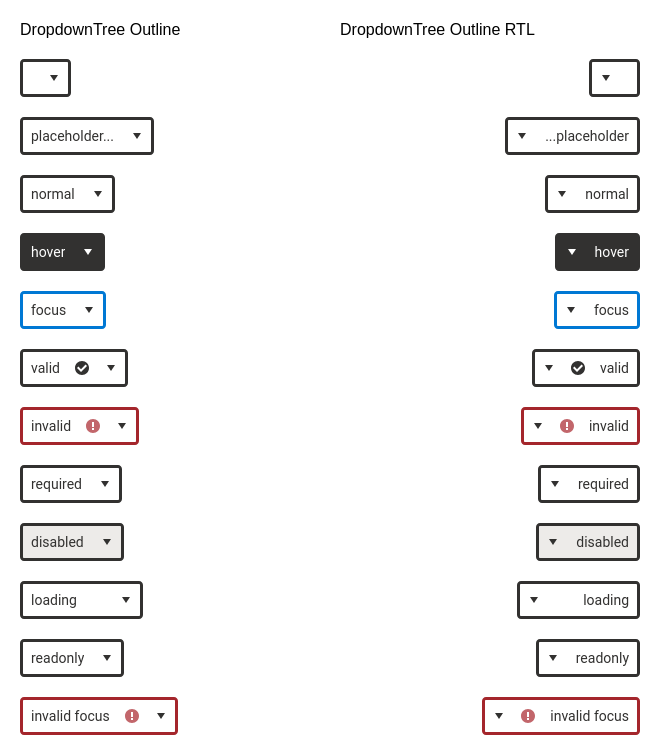 DropdownTree Outline
DropdownTree Outline RTL
placeholder...
...placeholder
normal
normal
hover
hover
focus
focus
valid
valid
invalid
invalid
required
required
disabled
disabled
loading
loading
readonly
readonly
invalid focus
invalid focus